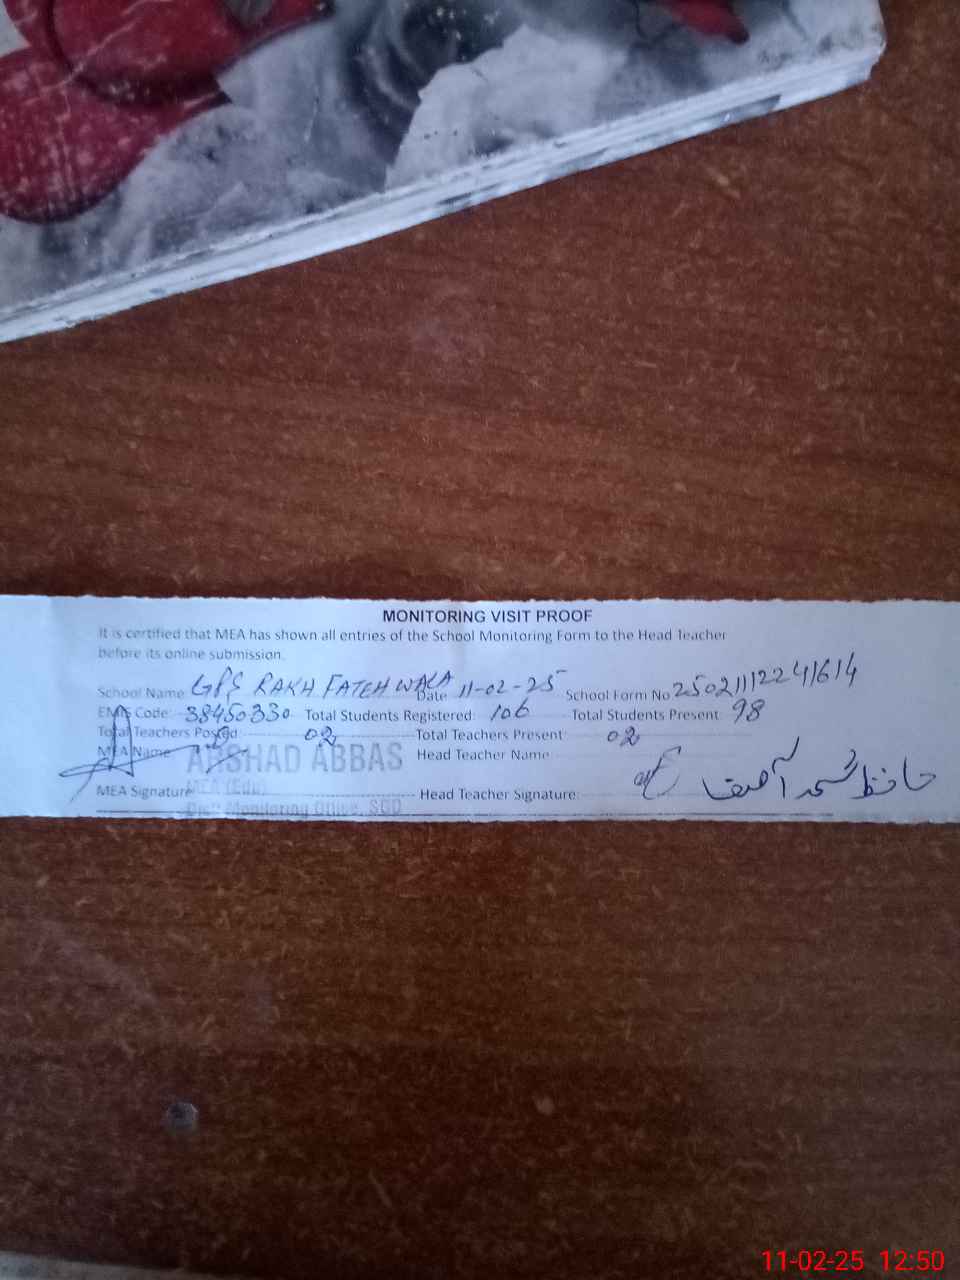 MONITORING VISIT PROOF
It is certified that MEA has shown all entries of the School Monitoring Form to the Head Teacher
before its online submission.
School Name GPS RAKH FATEH WALA Date 11-02-25 School Form No 25021112241614
EMIS Code: 38450330 Total Students Registered: 106 Total Students Present: 98
Total Teachers Posted: 02 Total Teachers Present: 02
MEA Name ARSHAD ABBAS Head Teacher Name
MEA (Edu)
MEA Signature Head Teacher Signature: حافظ محمد آصف
Distt Monitoring Office, SGD
11-02-25 12:50